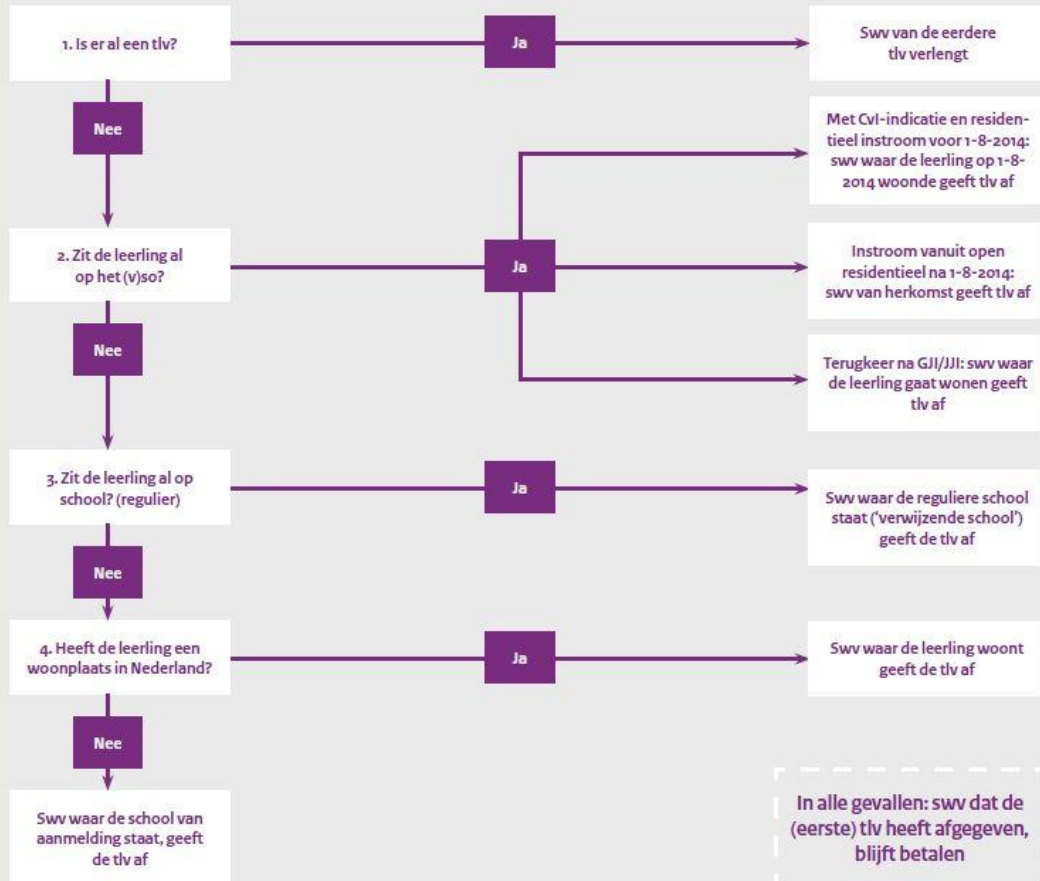 1. Is er al een tlv?
Ja
Swv van de eerdere
tlv verlengt
Nee
Met CvI-indicatie en residen-
tieel instroom voor 1-8-2014:
swv waar de leerling op 1-8-
2014 woonde geeft tlv af
2. Zit de leerling al
op het (v)so?
Ja
Instroom vanuit open
residentieel na 1-8-2014:
swv van herkomst geeft tlv af
Nee
Terugkeer na GJI/JJI: swv waar
de leerling gaat wonen geeft
tlv af
3. Zit de leerling al op
school? (regulier)
Ja
Swv waar de reguliere school
staat (‘verwijzende school’)
geeft de tlv af
Nee
4. Heeft de leerling een
woonplaats in Nederland?
Ja
Swv waar de leerling woont
geeft de tlv af
Nee
Swv waar de school van
aanmelding staat, geeft
de tlv af
In alle gevallen: swv dat de
(eerste) tlv heeft afgegeven,
blijft betalen